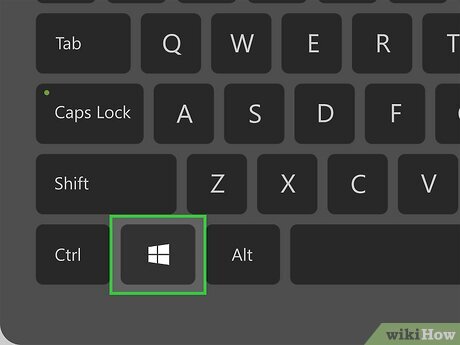 Tab Q W E R T
Caps Lock A S D F
Shift Z X C V
Ctrl Alt
wikiHow